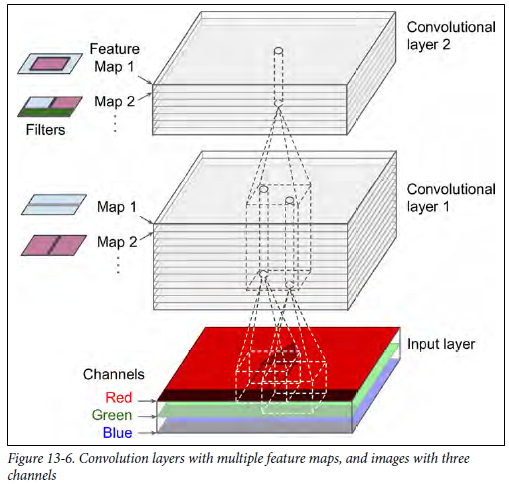 Feature
Map 1
Map 2
Filters
Convolutional
layer 2
Map 1
Map 2
Convolutional
layer 1
Channels
Red
Green
Blue
Input layer
Figure 13-6. Convolution layers with multiple feature maps, and images with three
channels